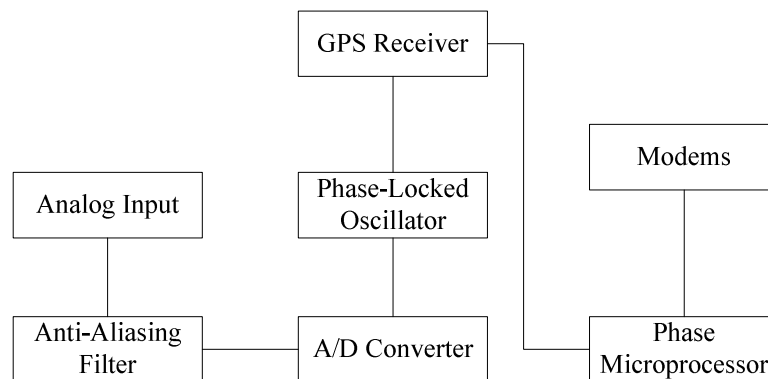 GPS Receiver
Modems
Analog Input
Phase-Locked
Oscillator
Anti-Aliasing
Filter
A/D Converter
Phase
Microprocessor